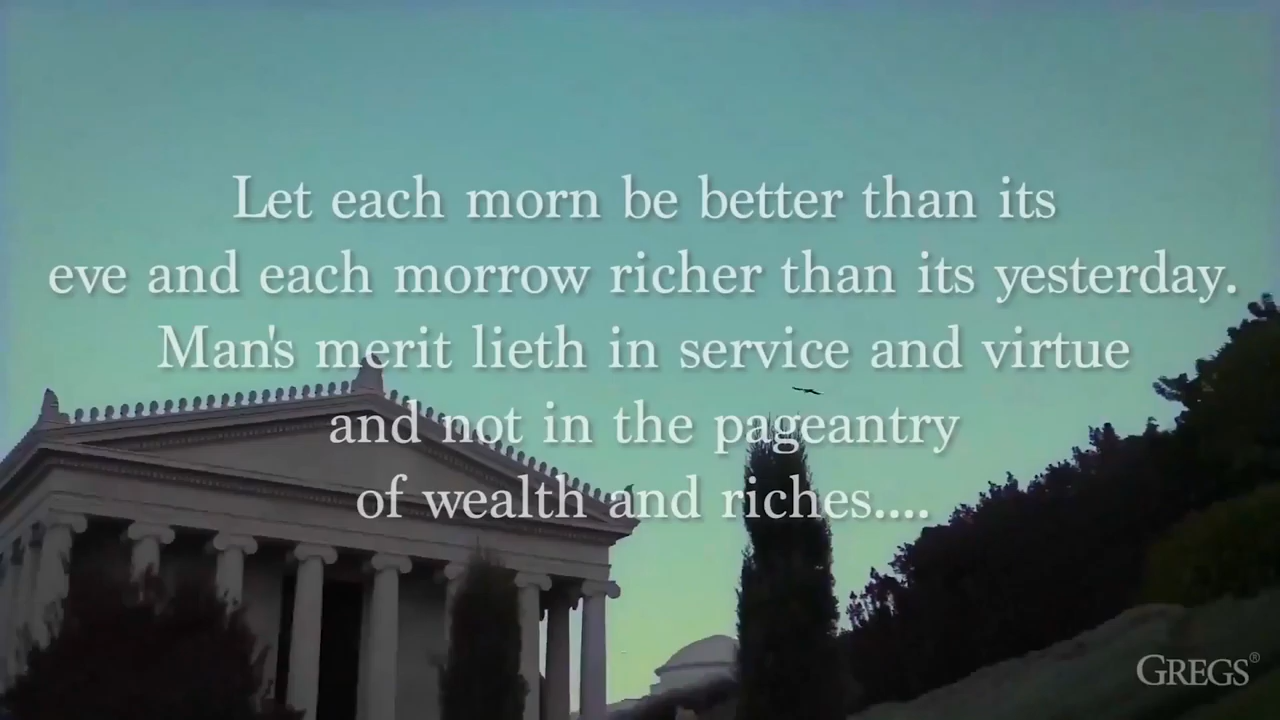 Let each morn be better than its
eve and each morrow richer than its yesterday.
Man's merit lieth in service and virtue
and not in the pageantry
of wealth and riches....
GREGS®